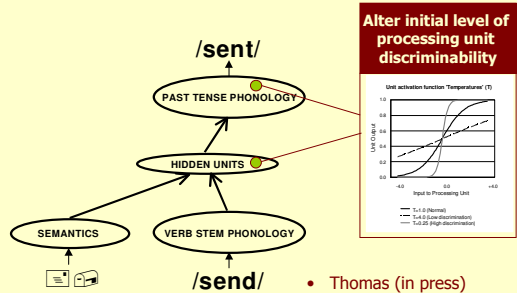 Alter initial level of
processing unit
discriminability
/sent/
PAST TENSE PHONOLOGY
HIDDEN UNITS
SEMANTICS
VERB STEM PHONOLOGY
/send/
Unit activation function 'Temperatures' (T)
Unit Output
1.0
0.8
0.6
0.4
0.2
0.0
-4.0
0.0
+4.0
Input to Processing Unit
T=1.0 (Normal)
T=4.0 (Low discrimination)
T=0.25 (High discrimination)
• Thomas (in press)